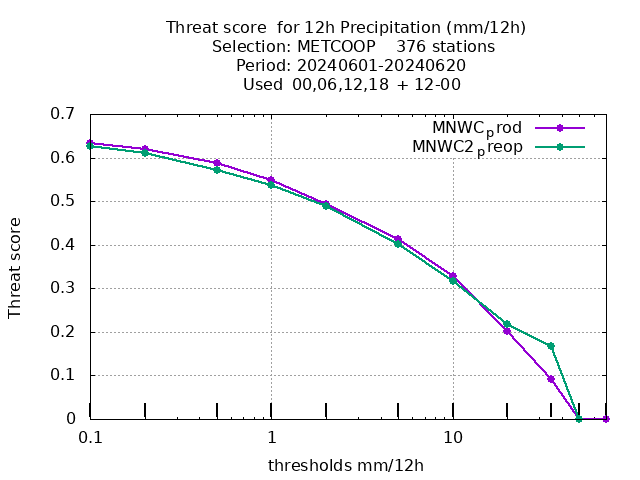 Threat score  for 12h Precipitation (mm/12h)
Selection: METCOOP    376 stations
Period: 20240601-20240620
Used  00,06,12,18  + 12-00
MNWCprod
MNWC2preop
0.7
0.6
0.5
0.4
0.3
0.2
0.1
0
Threat score
0.1 1 10
thresholds mm/12h